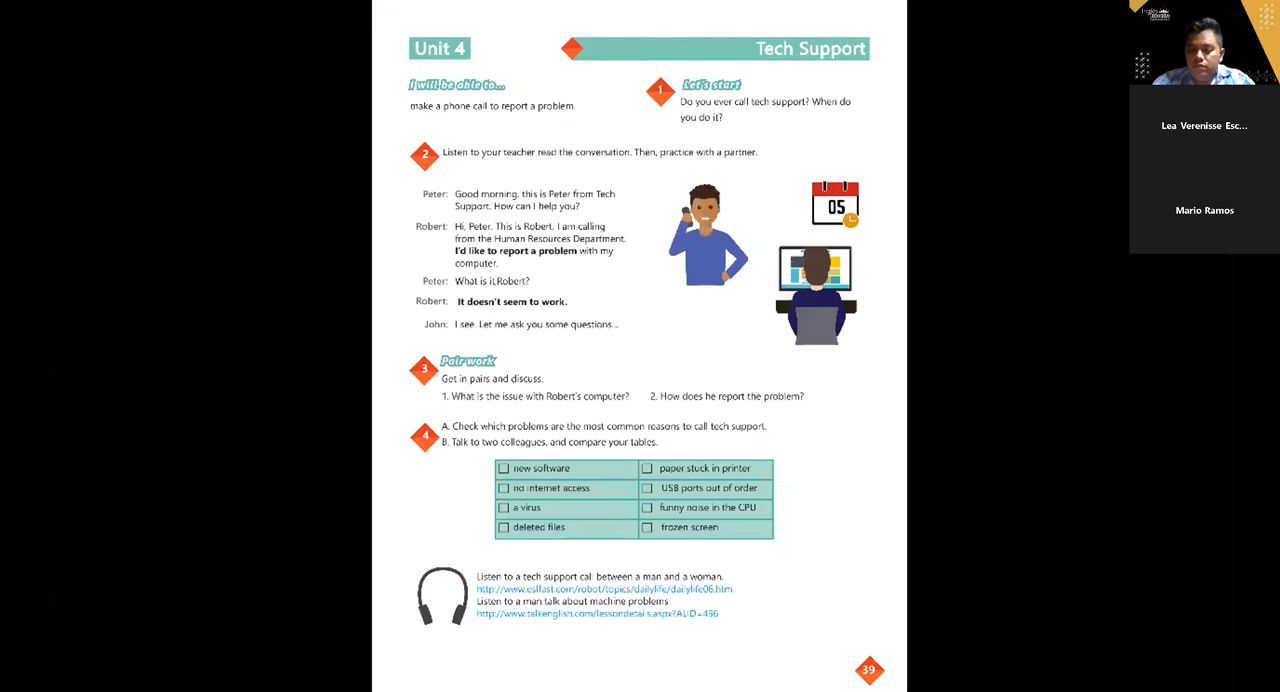 Unit 4
Tech Support
I will be able to...
make a phone call to report a problem.
1
Let's start
Do you ever call tech support? When do
you do it?
2
Listen to your teacher read the conversation. Then, practice with a partner.
Peter: Good morning, this is Peter from Tech
Support. How can I help you?
Robert: Hi, Peter. This is Robert. I am calling
from the Human Resources Department.
I'd like to report a problem with my
computer.
Peter: What is it,Robert?
Robert: It doesn't seem to work.
John: I see. Let me ask you some questions...
05
3
Pair work
Get in pairs and discuss.
1. What is the issue with Robert's computer? 2. How does he report the problem?
4
A. Check which problems are the most common reasons to call tech support.
B. Talk to two colleagues, and compare your tables.
new software paper stuck in printer
no internet access USB ports out of order
a virus funny noise in the CPU
deleted files frozen screen
Listen to a tech support call between a man and a woman.
http://www.eslfast.com/robot/topics/dailylife/dailylife06.htm
Listen to a man talk about machine problems
http://www.talkenglish.com/lessondetails.aspx?ALID=436
39
Inglés
Lea Verenisse Esc...
Mario Ramos